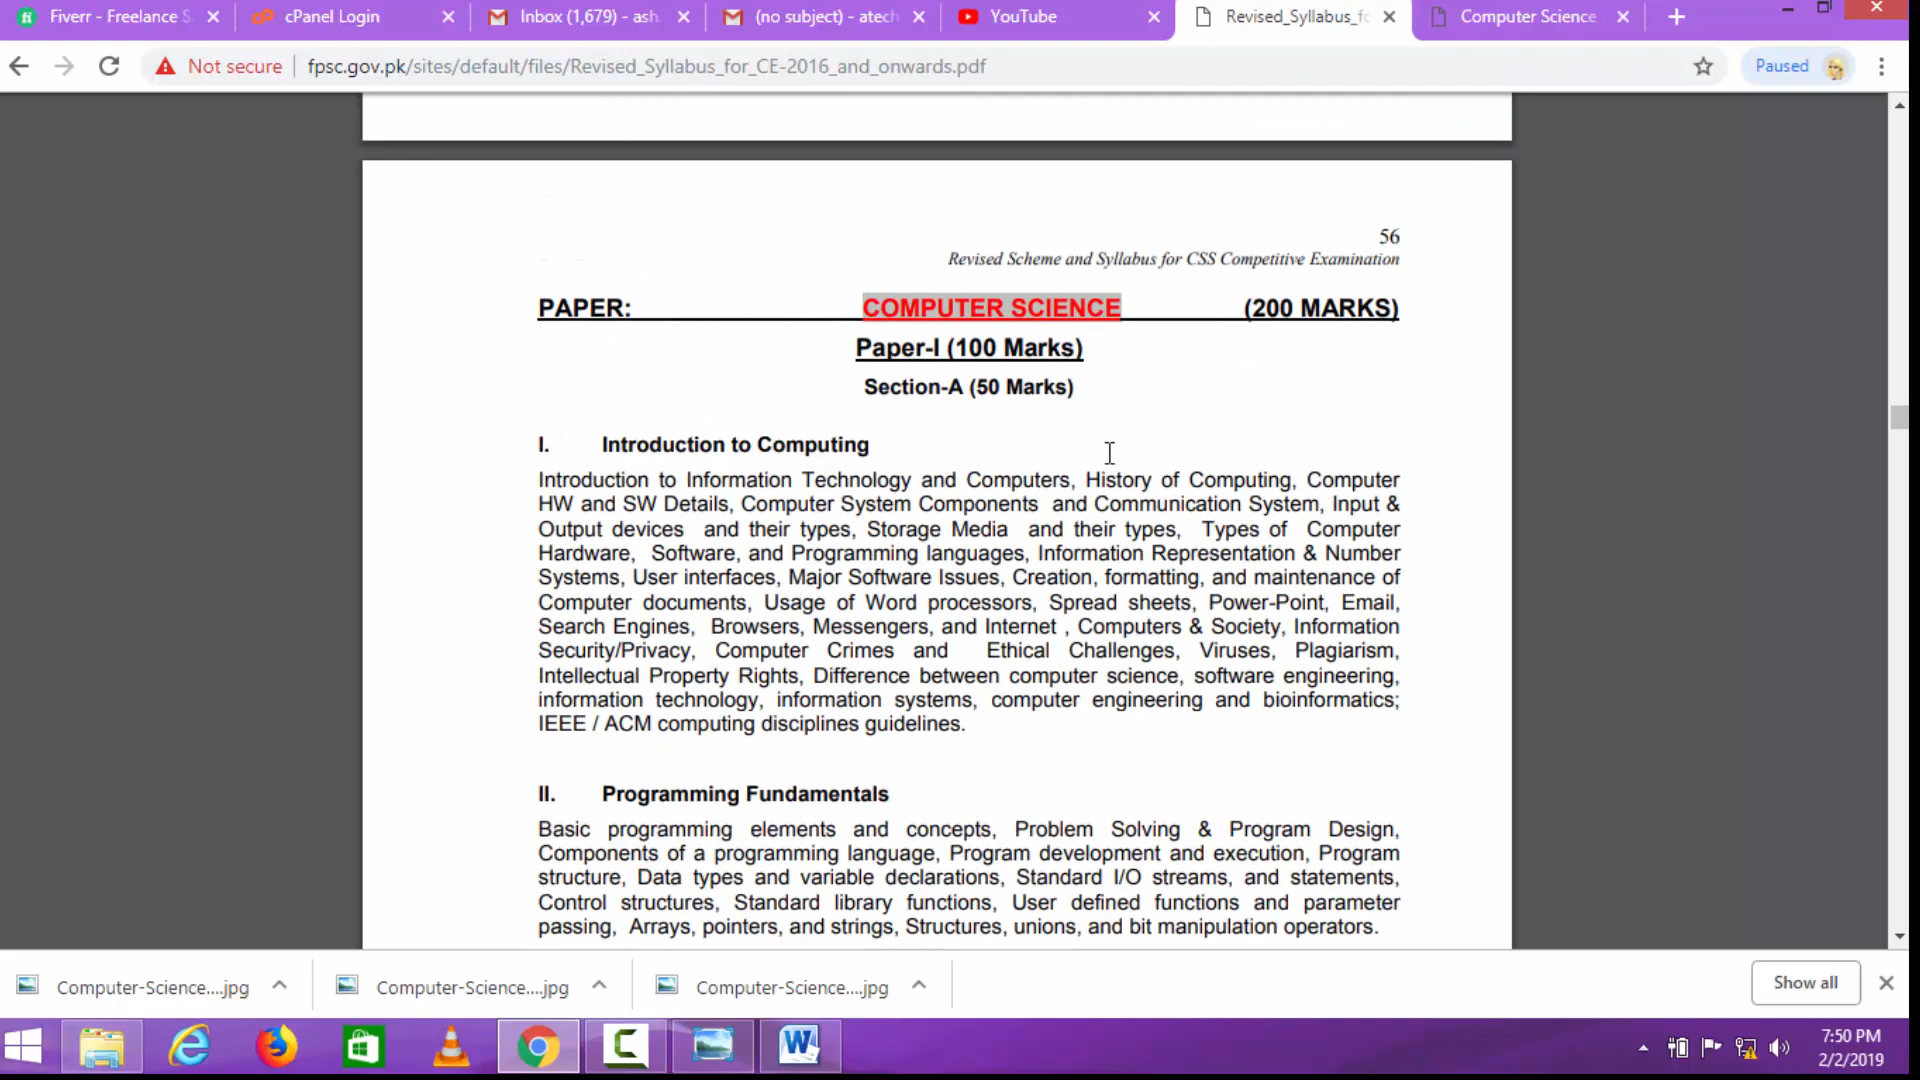 Fiverr - Freelance S
cPanel Login
Inbox (1,679) - ash
(no subject) - atech
YouTube
Revised_Syllabus_fo
Computer Science
Not secure
fpsc.gov.pk/sites/default/files/Revised_Syllabus_for_CE-2016_and_onwards.pdf
Paused
56
Revised Scheme and Syllabus for CSS Competitive Examination
PAPER: COMPUTER SCIENCE (200 MARKS)
Paper-I (100 Marks)
Section-A (50 Marks)
I. Introduction to Computing
Introduction to Information Technology and Computers, History of Computing, Computer
HW and SW Details, Computer System Components and Communication System, Input &
Output devices and their types, Storage Media and their types, Types of Computer
Hardware, Software, and Programming languages, Information Representation & Number
Systems, User interfaces, Major Software Issues, Creation, formatting, and maintenance of
Computer documents, Usage of Word processors, Spread sheets, Power-Point, Email,
Search Engines, Browsers, Messengers, and Internet , Computers & Society, Information
Security/Privacy, Computer Crimes and Ethical Challenges, Viruses, Plagiarism,
Intellectual Property Rights, Difference between computer science, software engineering,
information technology, information systems, computer engineering and bioinformatics;
IEEE / ACM computing disciplines guidelines.
II. Programming Fundamentals
Basic programming elements and concepts, Problem Solving & Program Design,
Components of a programming language, Program development and execution, Program
structure, Data types and variable declarations, Standard I/O streams, and statements,
Control structures, Standard library functions, User defined functions and parameter
passing, Arrays, pointers, and strings, Structures, unions, and bit manipulation operators.
Computer-Science....jpg
Computer-Science....jpg
Computer-Science....jpg
Show all
7:50 PM
2/2/2019